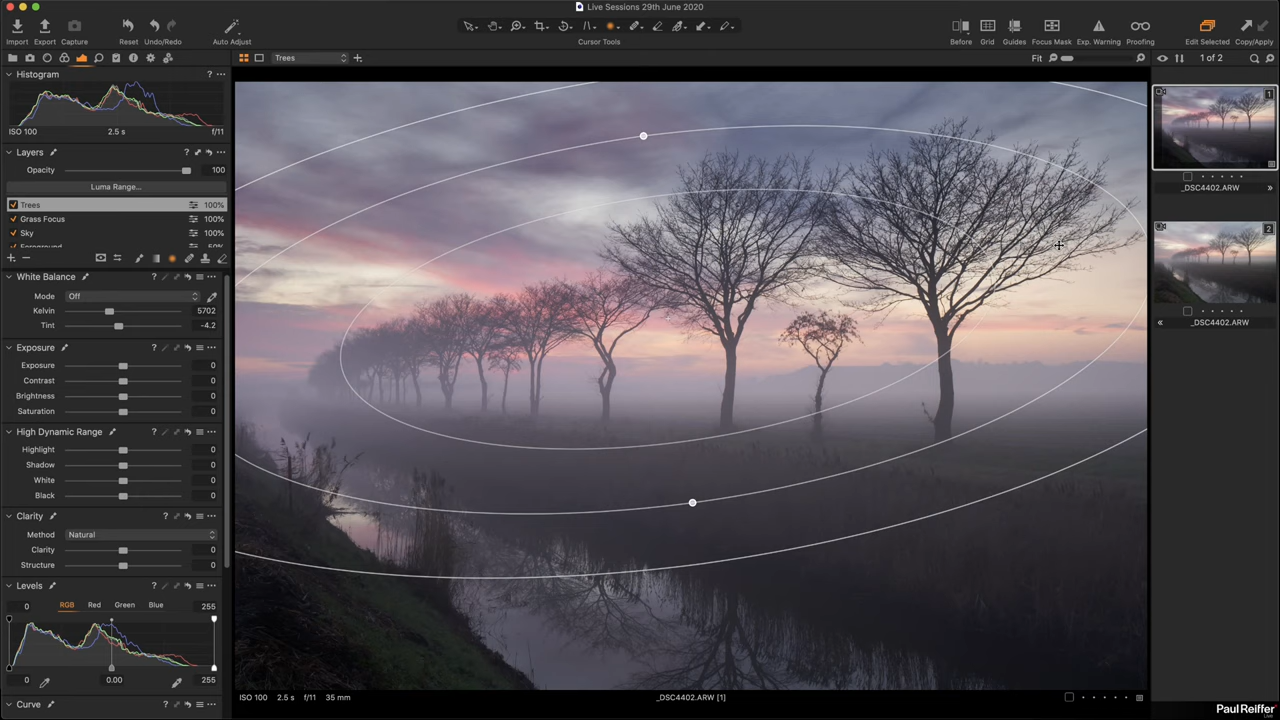 Live Sessions 29th June 2020
Import Export Capture Reset Undo/Redo Auto Adjust Cursor Tools Before Grid Guides Focus Mask Exp. Warning Proofing Edit Selected Copy/Apply
Trees Fit 1 of 2
Histogram ? ...
ISO 100 2.5 s f/11
Layers ?
Opacity 100
Luma Range...
Trees 100%
Grass Focus 100%
Sky 100%
Foreground 50%
White Balance ? ...
Mode Off
Kelvin 5702
Tint -4.2
Exposure ? ...
Exposure 0
Contrast 0
Brightness 0
Saturation 0
High Dynamic Range ? ...
Highlight 0
Shadow 0
White 0
Black 0
Clarity ? ...
Method Natural
Clarity 0
Structure 0
Levels ? ...
0 RGB Red Green Blue 255
0 0.00 255
Curve ? ...
ISO 100 2.5 s f/11 35 mm _DSC4402.ARW [1]
1
_DSC4402.ARW »
2
« _DSC4402.ARW
Paul Reiffer
Live